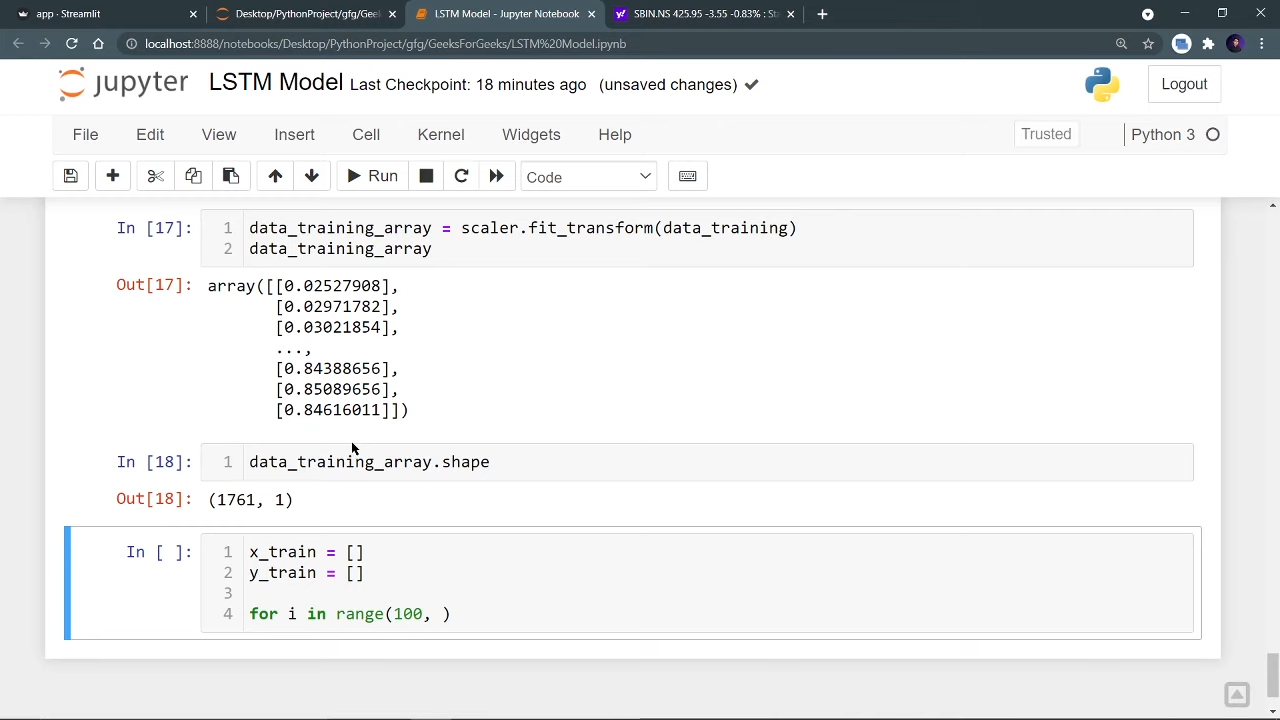 app · Streamlit
Desktop/PythonProject/gfg/Geek
LSTM Model - Jupyter Notebook
SBIN.NS 425.95 -3.55 -0.83% : Sta
localhost:8888/notebooks/Desktop/PythonProject/gfg/GeeksForGeeks/LSTM%20Model.ipynb
jupyter LSTM Model Last Checkpoint: 18 minutes ago (unsaved changes)
Logout
File Edit View Insert Cell Kernel Widgets Help
Trusted
Python 3
Run
Code
In [17]: 1 data_training_array = scaler.fit_transform(data_training)
2 data_training_array
Out[17]: array([[0.02527908],
[0.02971782],
[0.03021854],
...,
[0.84388656],
[0.85089656],
[0.84616011]])
In [18]: 1 data_training_array.shape
Out[18]: (1761, 1)
In [ ]: 1 x_train = []
2 y_train = []
3
4 for i in range(100, )